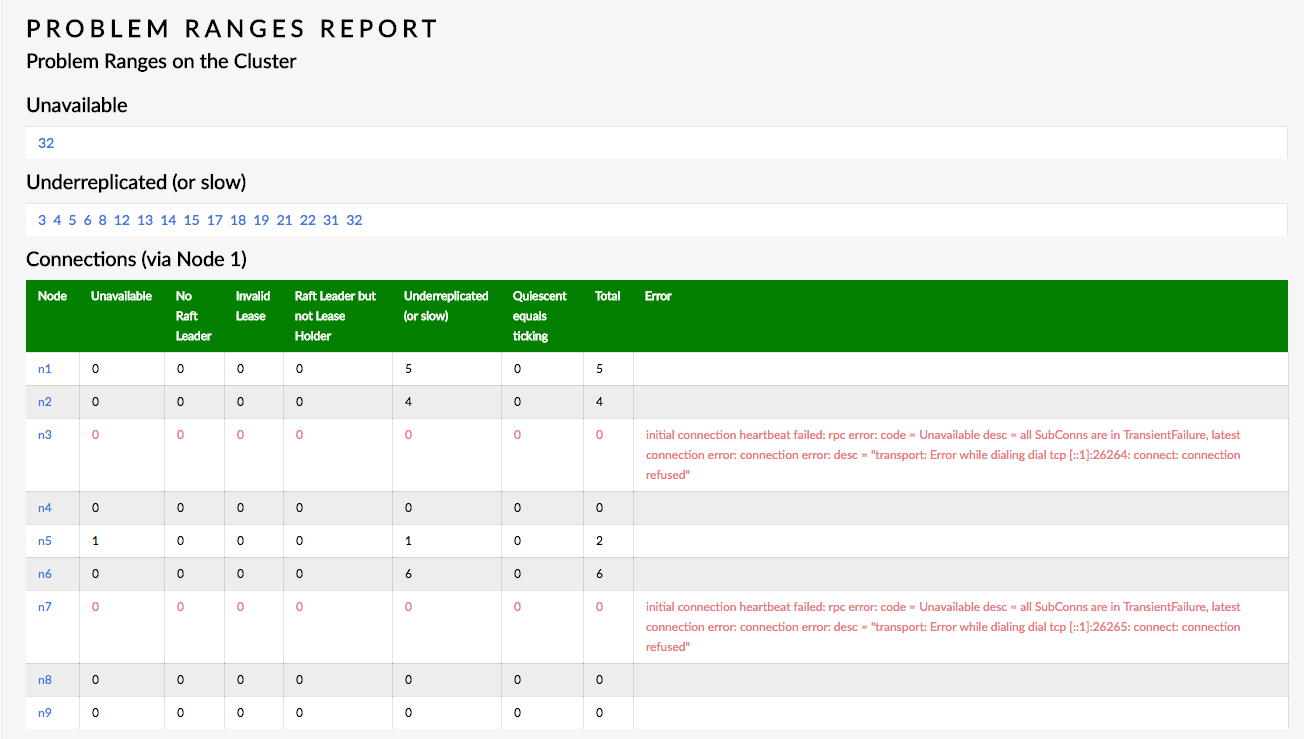 PROBLEM RANGES REPORT
Problem Ranges on the Cluster
Unavailable
32
Underreplicated (or slow)
3 4 5 6 8 12 13 14 15 17 18 19 21 22 31 32
Connections (via Node 1)
Node Unavailable No Raft Leader Invalid Lease Raft Leader but not Lease Holder Underreplicated (or slow) Quiescent equals ticking Total Error
n1 0 0 0 0 5 0 5
n2 0 0 0 0 4 0 4
n3 0 0 0 0 0 0 0 initial connection heartbeat failed: rpc error: code = Unavailable desc = all SubConns are in TransientFailure, latest
connection error: connection error: desc = "transport: Error while dialing dial tcp [::1]:26264: connect: connection
refused"
n4 0 0 0 0 0 0 0
n5 1 0 0 0 1 0 2
n6 0 0 0 0 6 0 6
n7 0 0 0 0 0 0 0 initial connection heartbeat failed: rpc error: code = Unavailable desc = all SubConns are in TransientFailure, latest
connection error: connection error: desc = "transport: Error while dialing dial tcp [::1]:26265: connect: connection
refused"
n8 0 0 0 0 0 0 0
n9 0 0 0 0 0 0 0